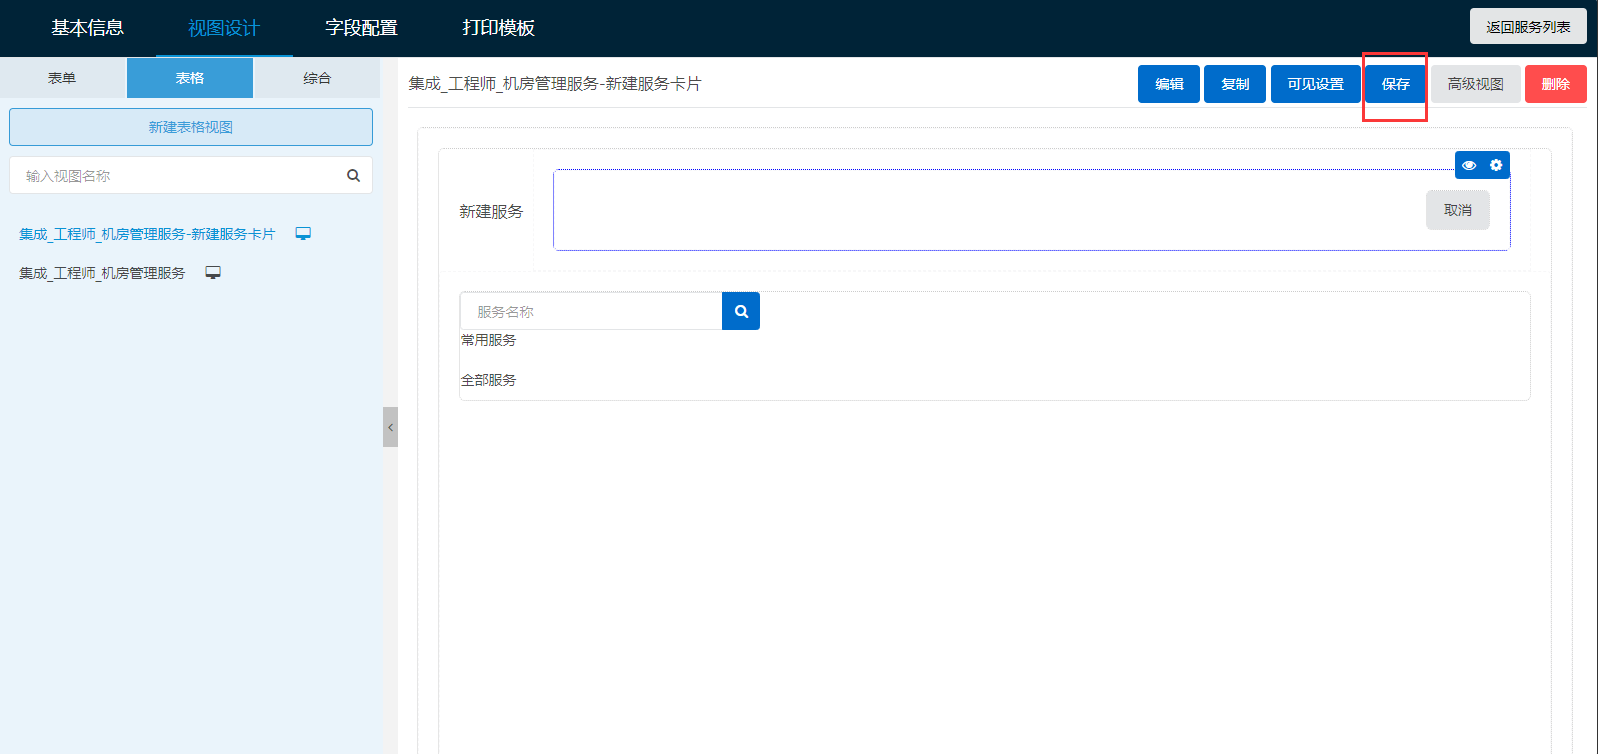 基本信息
视图设计
字段配置
打印模板
返回服务列表
表单
表格
综合
新建表格视图
输入视图名称
集成_工程师_机房管理服务-新建服务卡片
集成_工程师_机房管理服务
集成_工程师_机房管理服务-新建服务卡片
编辑
复制
可见设置
保存
高级视图
删除
新建服务
取消
服务名称
常用服务
全部服务